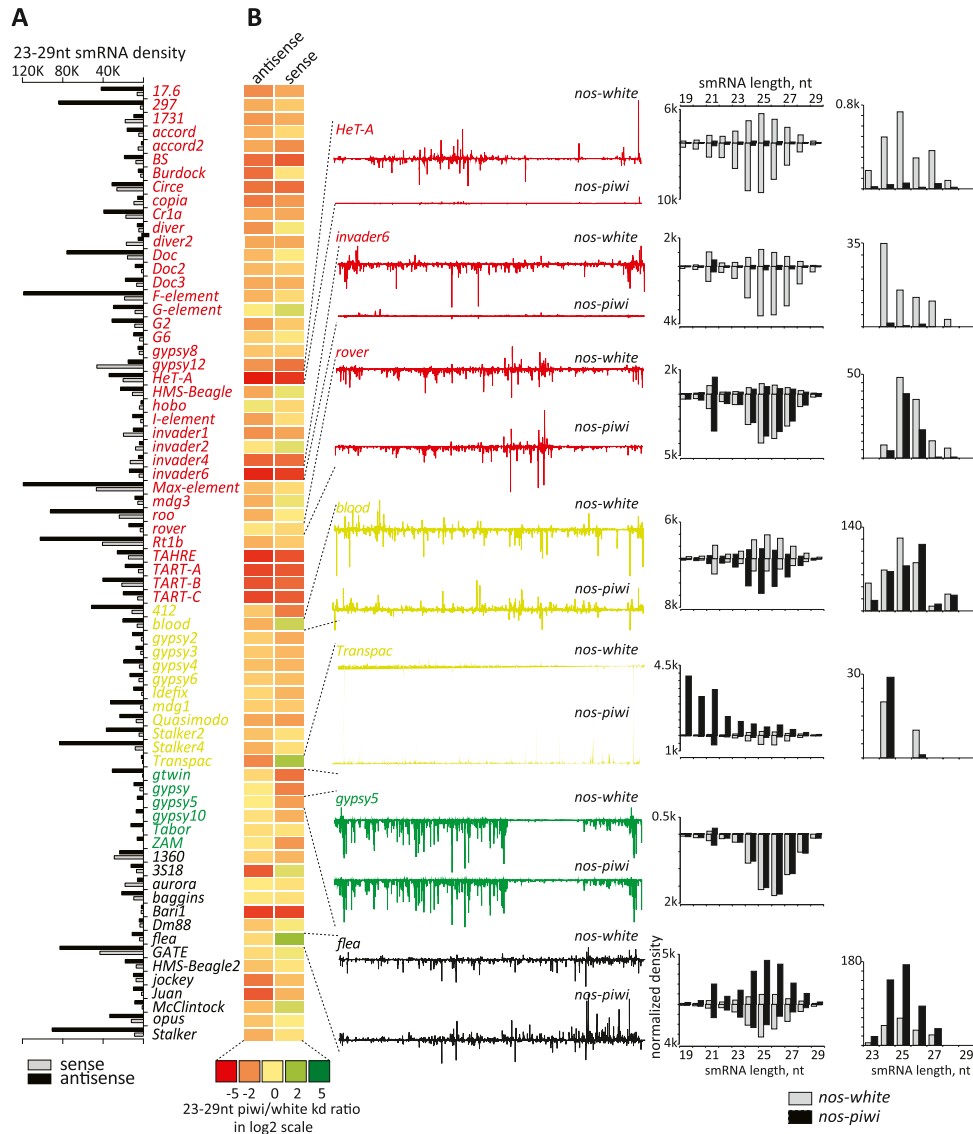 A
B
23-29nt smRNA density
120K 80K 40K
antisense
sense
17.6
297
1731
accord
accord2
BS
Burdock
Circe
copia
Cr1a
diver
diver2
Doc
Doc2
Doc3
F-element
G-element
G2
G6
gypsy8
gypsy12
HeT-A
HMS-Beagle
hobo
I-element
invader1
invader2
invader4
invader6
Max-element
mdg3
roo
rover
Rt1b
TAHRE
TART-A
TART-B
TART-C
412
blood
gypsy2
gypsy3
gypsy4
gypsy6
Idefix
mdg1
Quasimodo
Stalker2
Stalker4
Transpac
gtwin
gypsy
gypsy5
gypsy10
Tabor
ZAM
1360
3S18
aurora
baggins
Bari1
Dm88
flea
GATE
HMS-Beagle2
jockey
Juan
McClintock
opus
Stalker
sense
antisense
-5 -2 0 2 5
23-29nt piwi/white kd ratio
in log2 scale
HeT-A
nos-white
nos-piwi
invader6
nos-white
nos-piwi
rover
nos-white
nos-piwi
blood
nos-white
nos-piwi
Transpac
nos-white
nos-piwi
gypsy5
nos-white
nos-piwi
flea
nos-white
nos-piwi
smRNA length, nt
19 21 23 25 27 29
6k
10k
0.8k
2k
4k
35
2k
5k
50
6k
8k
140
4.5k
1k
30
0.5k
2k
normalized density
5k
4k
180
19 21 23 25 27 29
smRNA length, nt
23 25 27 29
smRNA length, nt
nos-white
nos-piwi